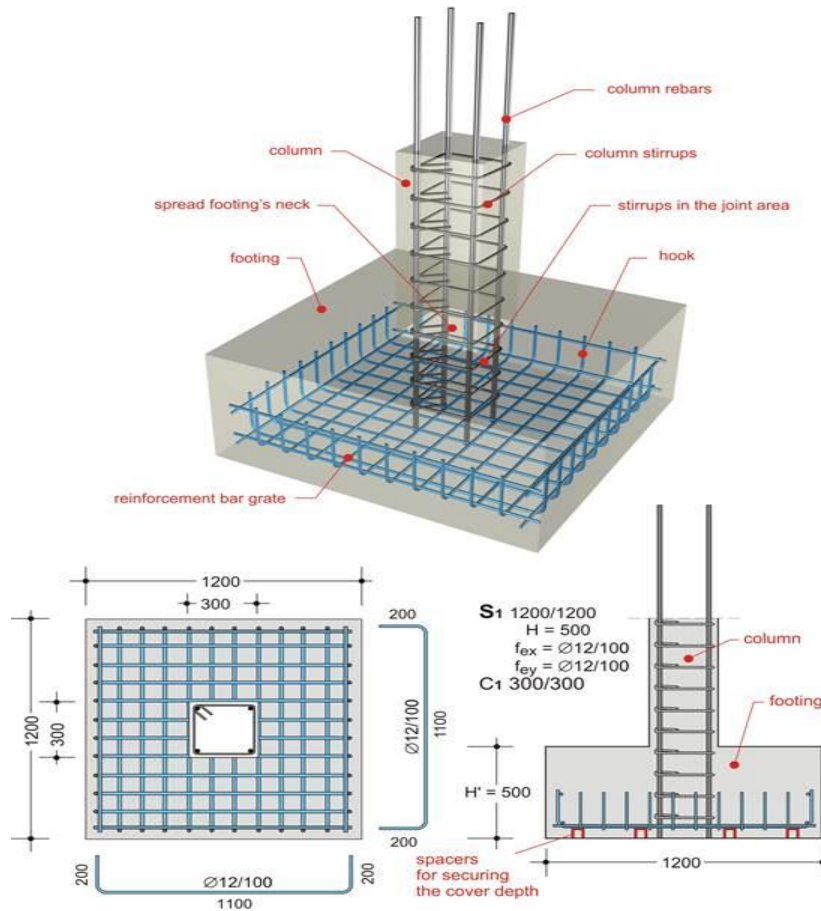 column rebars
column
column stirrups
spread footing's neck
stirrups in the joint area
footing
hook
reinforcement bar grate
1200
300
200
S1 1200/1200
H = 500
fex = Ø12/100
fey = Ø12/100
C1 300/300
column
footing
1200
300
Ø12/100
1100
H' = 500
200
200
Ø12/100
200
1100
spacers
for securing
the cover depth
1200